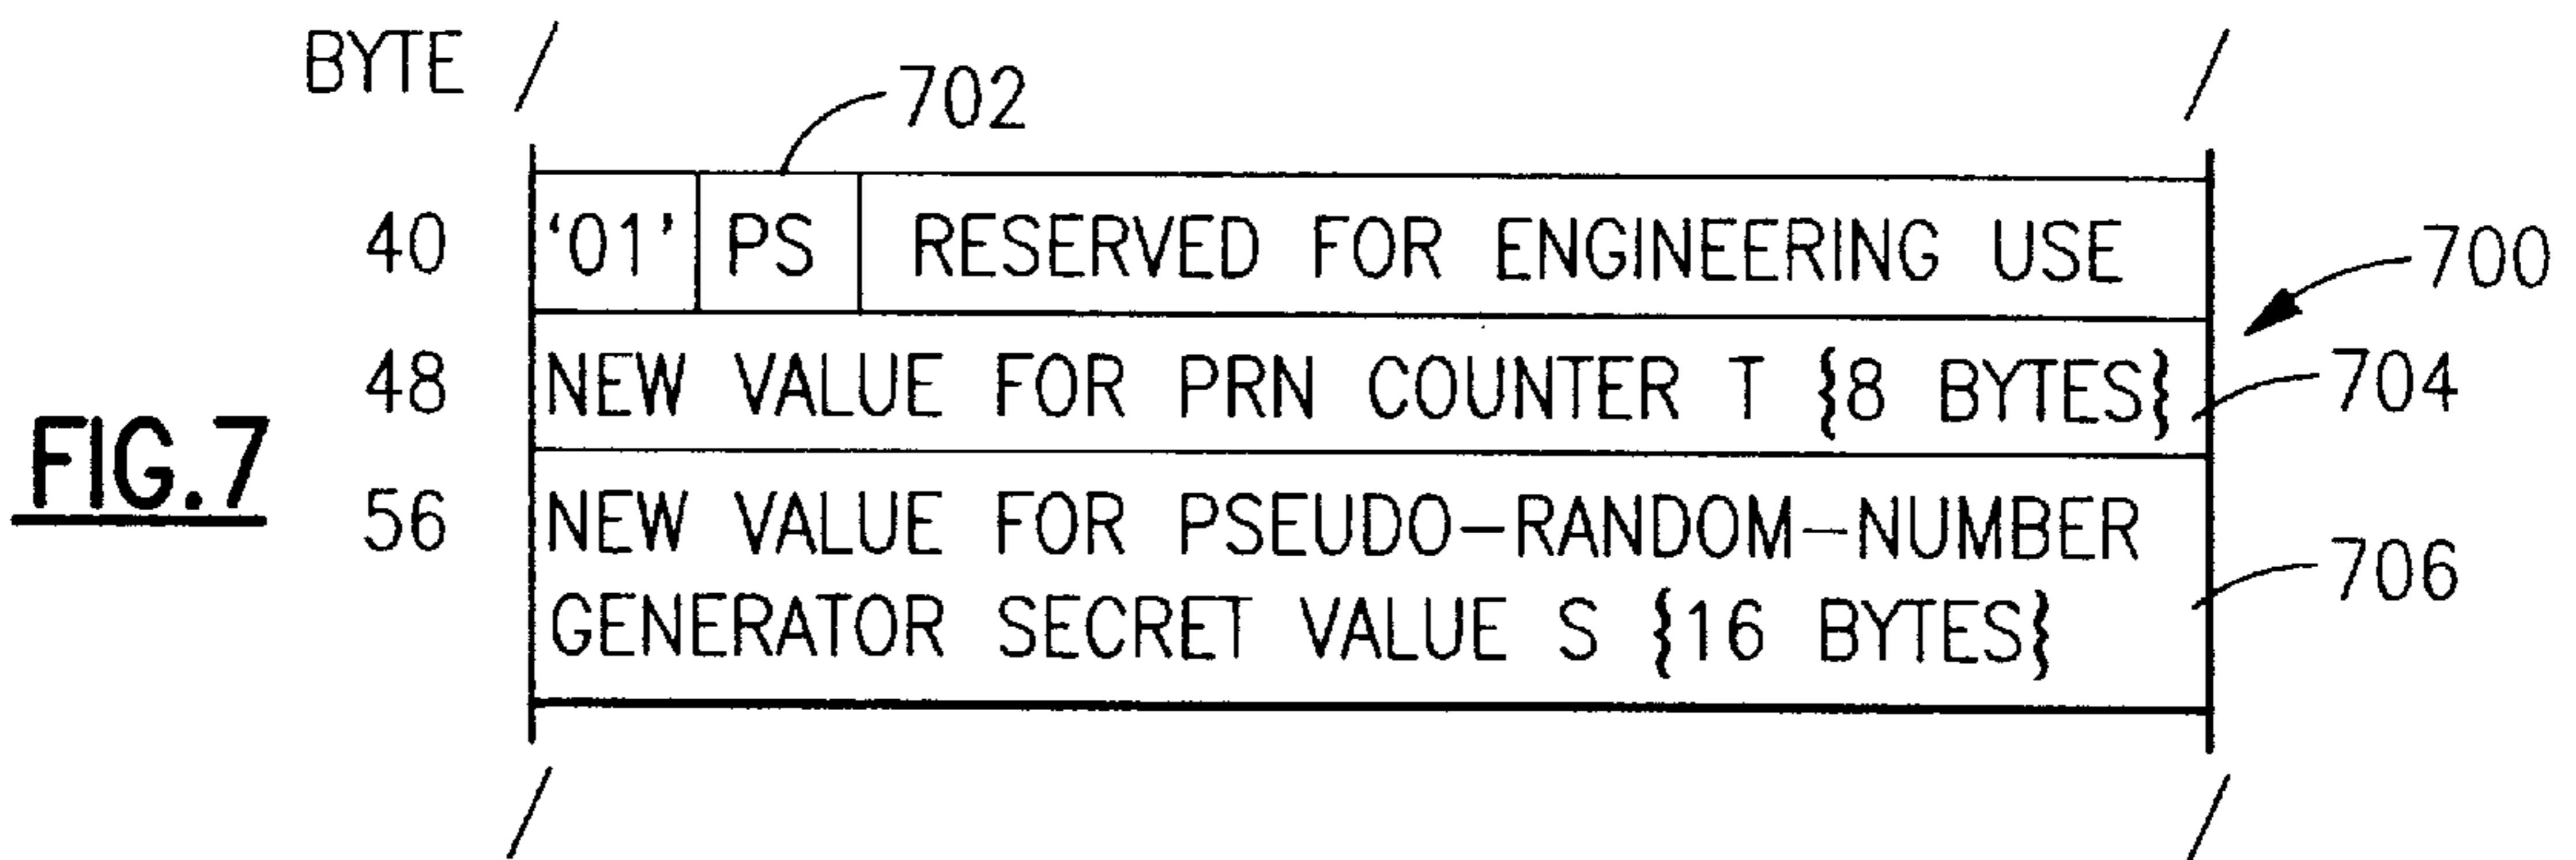 BYTE
702
40 '01' PS RESERVED FOR ENGINEERING USE
700
48 NEW VALUE FOR PRN COUNTER T {8 BYTES}
704
FIG.7
56 NEW VALUE FOR PSEUDO-RANDOM-NUMBER
GENERATOR SECRET VALUE S {16 BYTES}
706